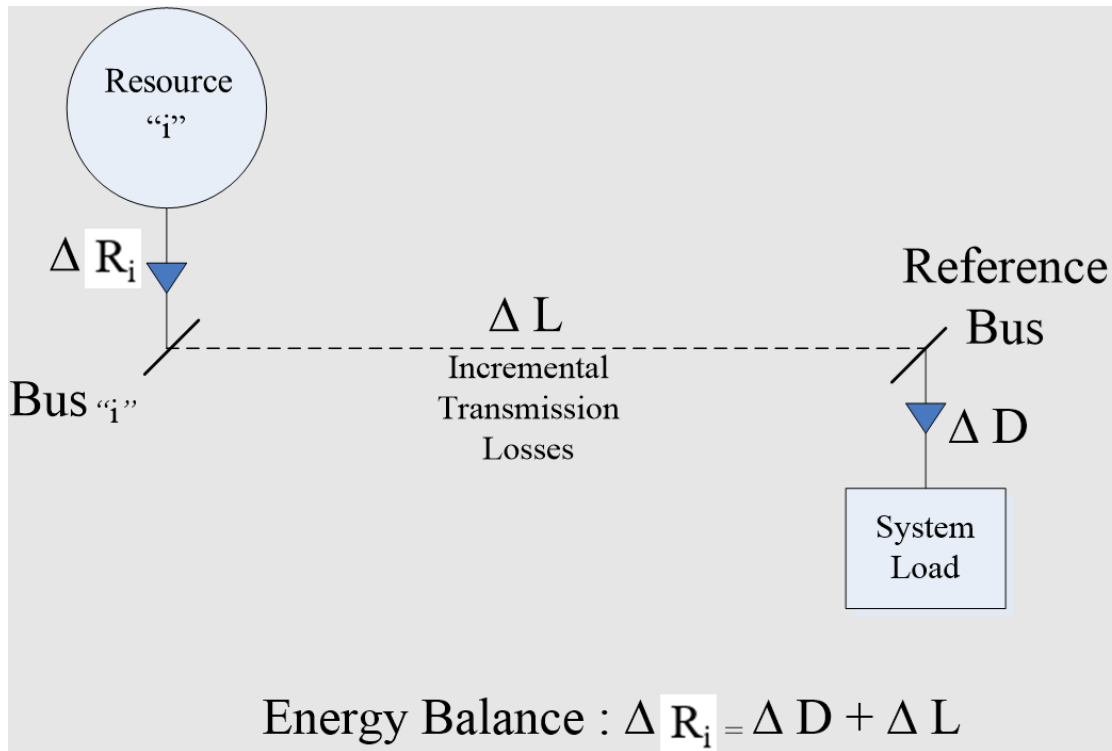 Resource
“i”
Δ Rᵢ
Bus “i”
Δ L
Incremental
Transmission
Losses
Reference
Bus
Δ D
System
Load
Energy Balance : Δ Rᵢ = Δ D + Δ L